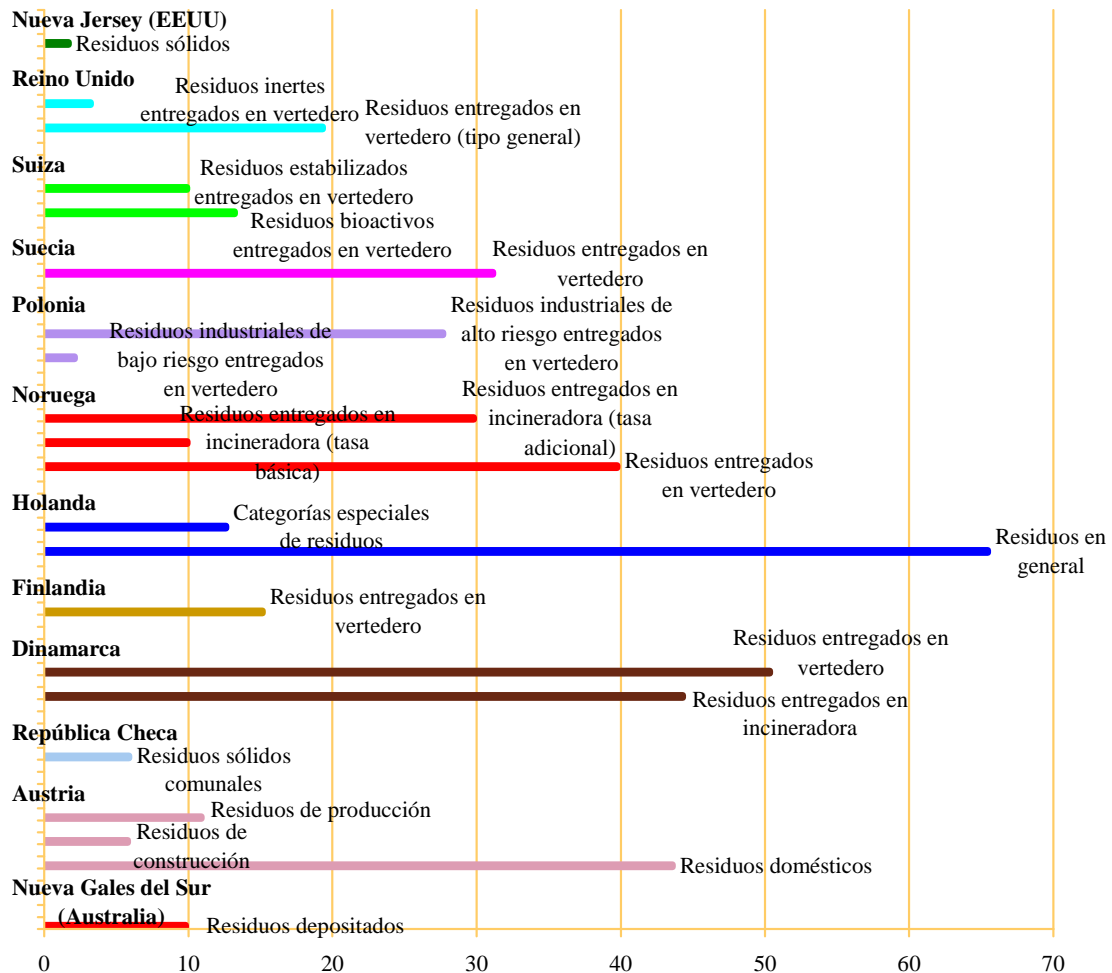 Nueva Jersey (EEUU)
Residuos sólidos
Reino Unido
Residuos inertes
entregados en vertedero
Residuos entregados en
vertedero (tipo general)
Suiza
Residuos estabilizados
entregados en vertedero
Residuos bioactivos
entregados en vertedero
Suecia
Residuos entregados en
vertedero
Polonia
Residuos industriales de
alto riesgo entregados
en vertedero
Residuos industriales de
bajo riesgo entregados
en vertedero
Noruega
Residuos entregados en
incineradora (tasa
adicional)
Residuos entregados en
incineradora (tasa
básica)
Residuos entregados
en vertedero
Holanda
Categorías especiales
de residuos
Residuos en
general
Finlandia
Residuos entregados en
vertedero
Dinamarca
Residuos entregados en
vertedero
Residuos entregados en
incineradora
República Checa
Residuos sólidos
comunales
Austria
Residuos de producción
Residuos de
construcción
Residuos domésticos
Nueva Gales del Sur
(Australia)
Residuos depositados
0 10 20 30 40 50 60 70